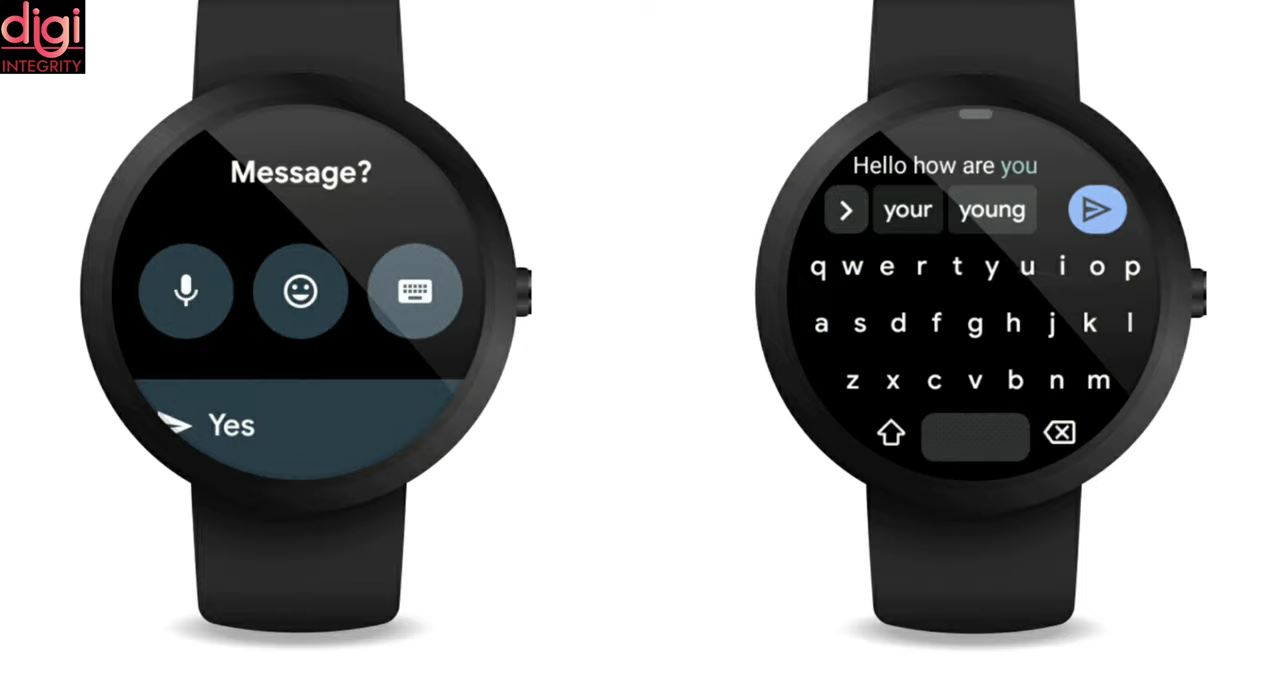 digi
INTEGRITY
Message?
Yes
Hello how are you
your young
q w e r t y u i o p
a s d f g h j k l
z x c v b n m